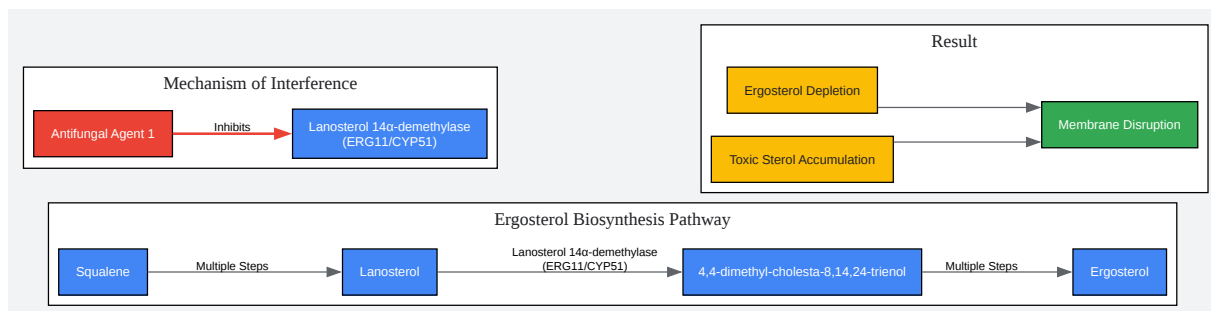 Mechanism of Interference
Antifungal Agent 1
Inhibits
Lanosterol 14α-demethylase
(ERG11/CYP51)
Result
Ergosterol Depletion
Toxic Sterol Accumulation
Membrane Disruption
Ergosterol Biosynthesis Pathway
Squalene
Multiple Steps
Lanosterol
Lanosterol 14α-demethylase
(ERG11/CYP51)
4,4-dimethyl-cholesta-8,14,24-trienol
Multiple Steps
Ergosterol